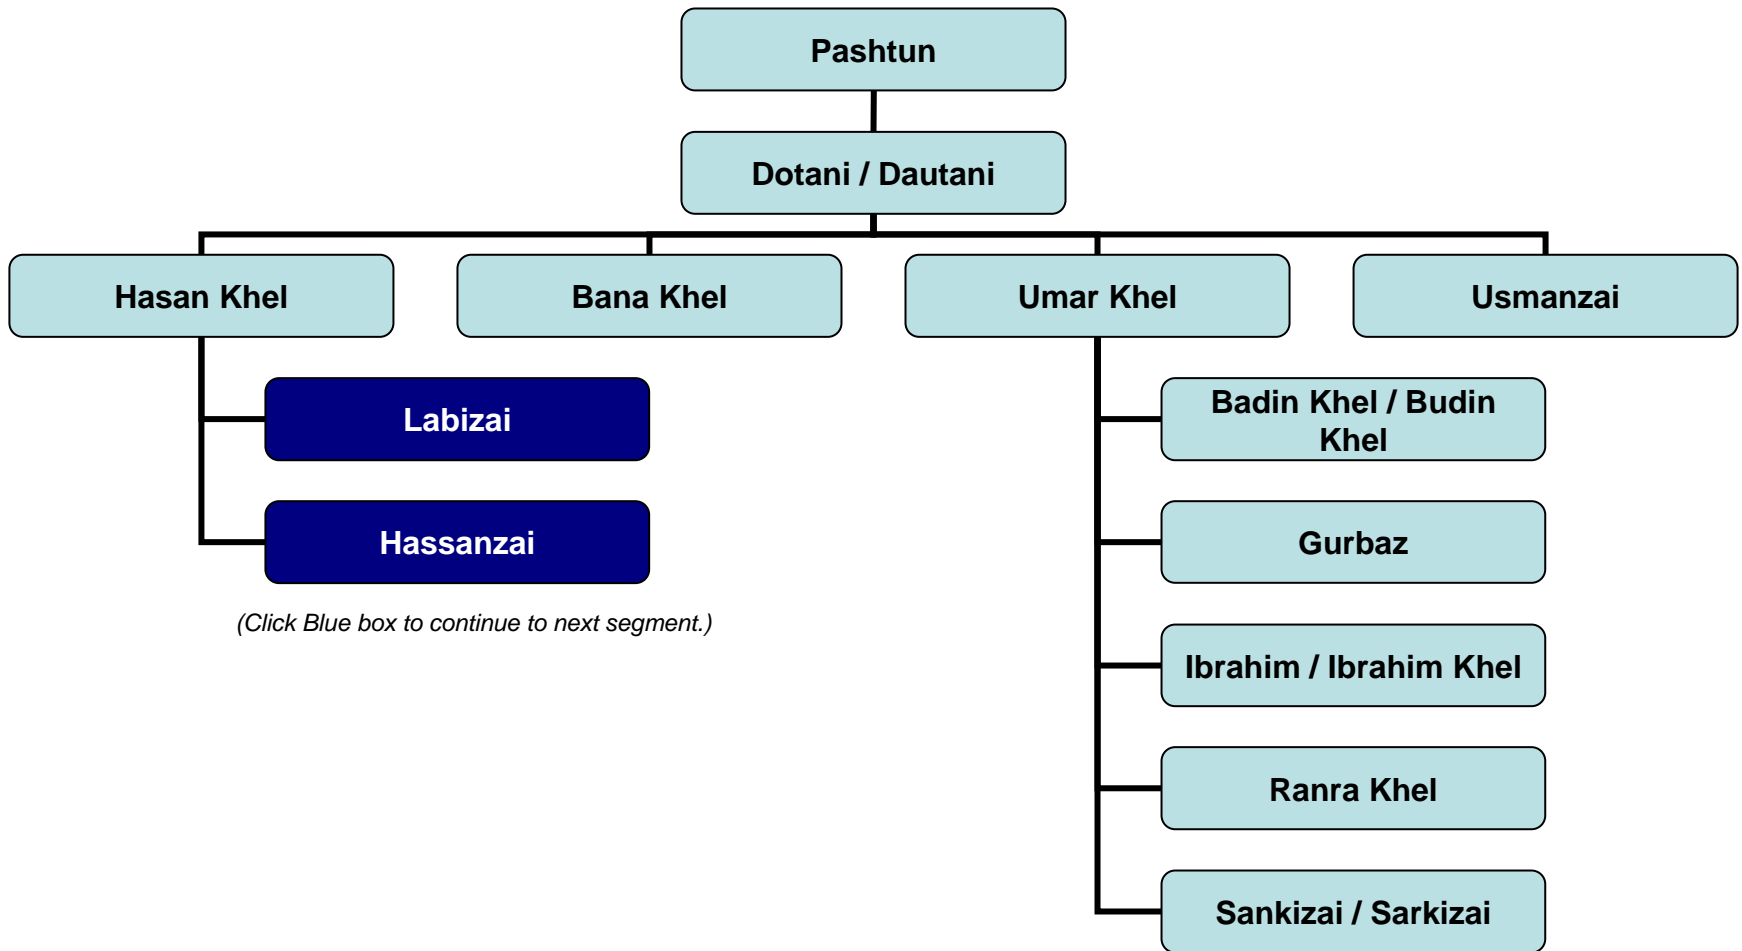 Pashtun
Dotani / Dautani
Hasan Khel
Bana Khel
Umar Khel
Usmanzai
Labizai
Hassanzai
(Click Blue box to continue to next segment.)
Badin Khel / Budin
Khel
Gurbaz
Ibrahim / Ibrahim Khel
Ranra Khel
Sankizai / Sarkizai